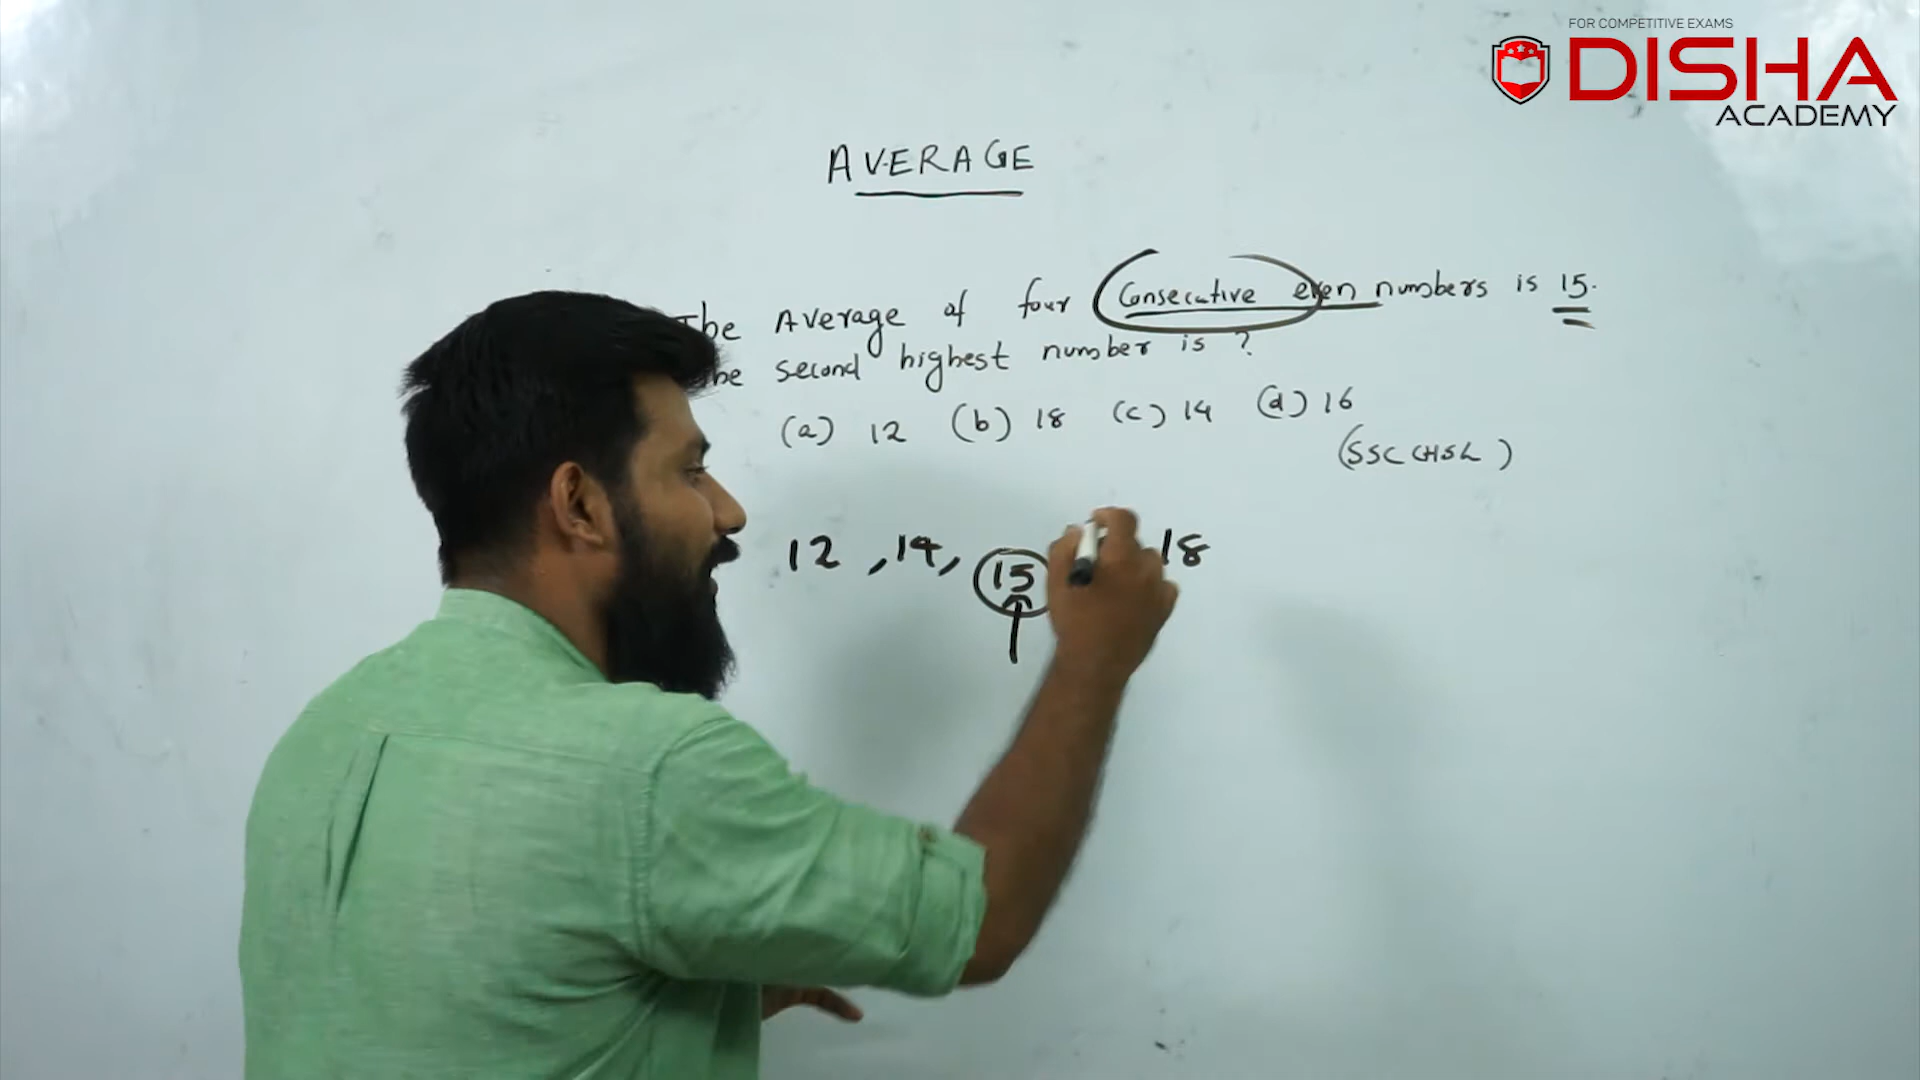 FOR COMPETITIVE EXAMS
DISHA
ACADEMY
AVERAGE
The Average of four Consecutive even numbers is 15.
second highest number is ?
(a) 12 (b) 18 (c) 14 (d) 16
(SSC CHSL)
12 , 14, 15 18